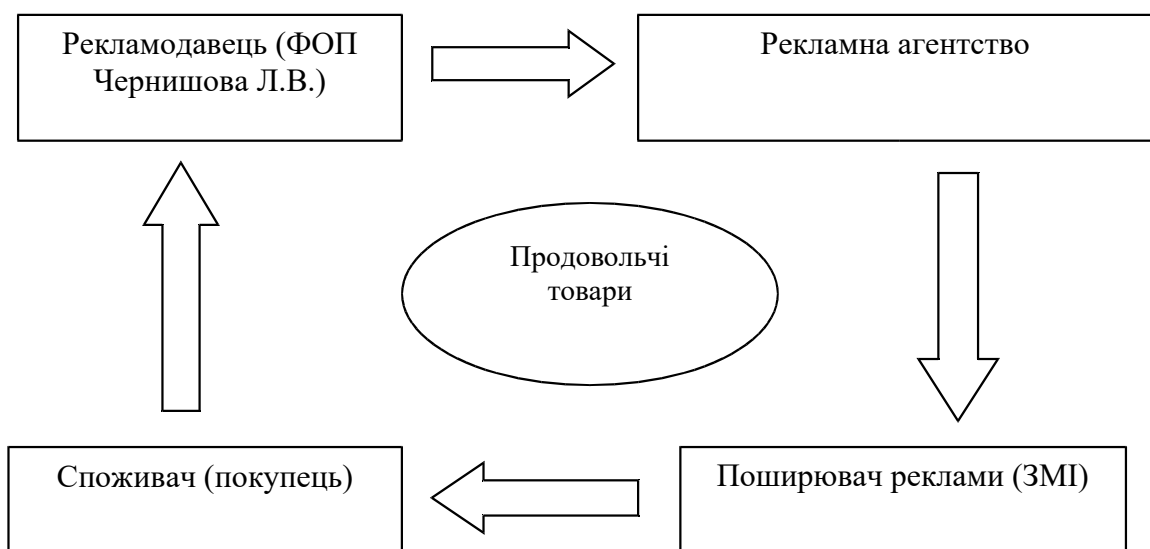 Рекламодавець (ФОП
Чернишова Л.В.)
Рекламна агентство
Продовольчі
товари
Споживач (покупець)
Поширювач реклами (ЗМІ)